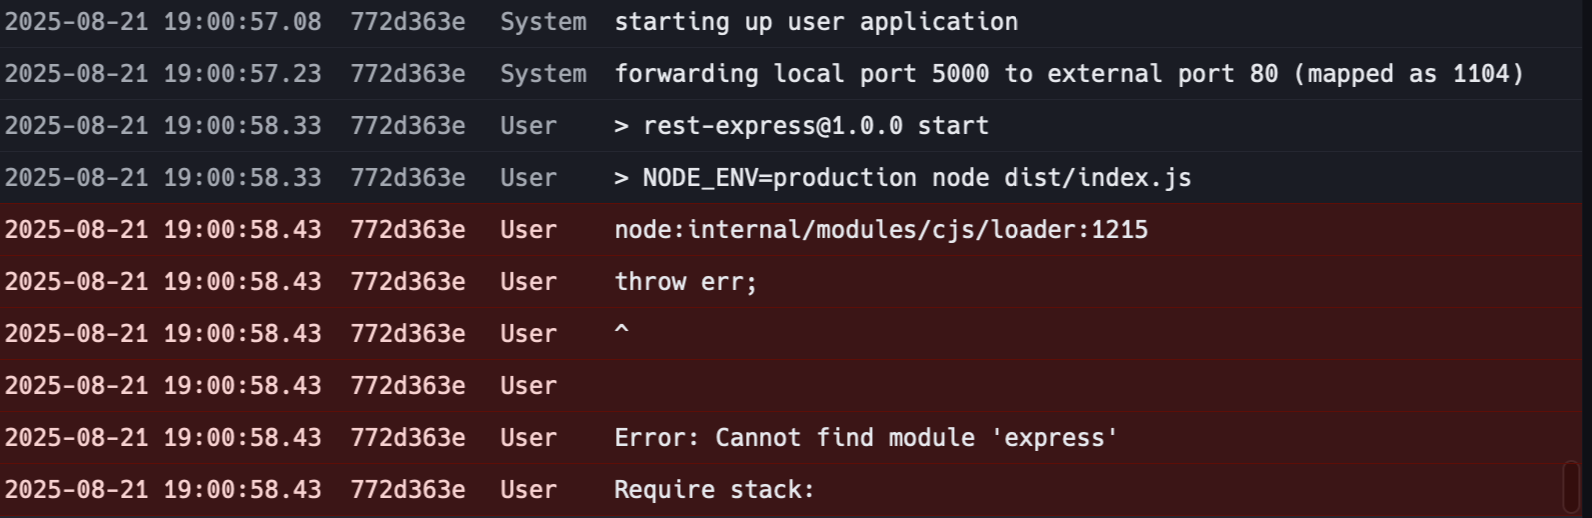 2025-08-21 19:00:57.08 772d363e System starting up user application
2025-08-21 19:00:57.23 772d363e System forwarding local port 5000 to external port 80 (mapped as 1104)
2025-08-21 19:00:58.33 772d363e User > rest-express@1.0.0 start
2025-08-21 19:00:58.33 772d363e User > NODE_ENV=production node dist/index.js
2025-08-21 19:00:58.43 772d363e User node:internal/modules/cjs/loader:1215
2025-08-21 19:00:58.43 772d363e User throw err;
2025-08-21 19:00:58.43 772d363e User ^
2025-08-21 19:00:58.43 772d363e User
2025-08-21 19:00:58.43 772d363e User Error: Cannot find module 'express'
2025-08-21 19:00:58.43 772d363e User Require stack: